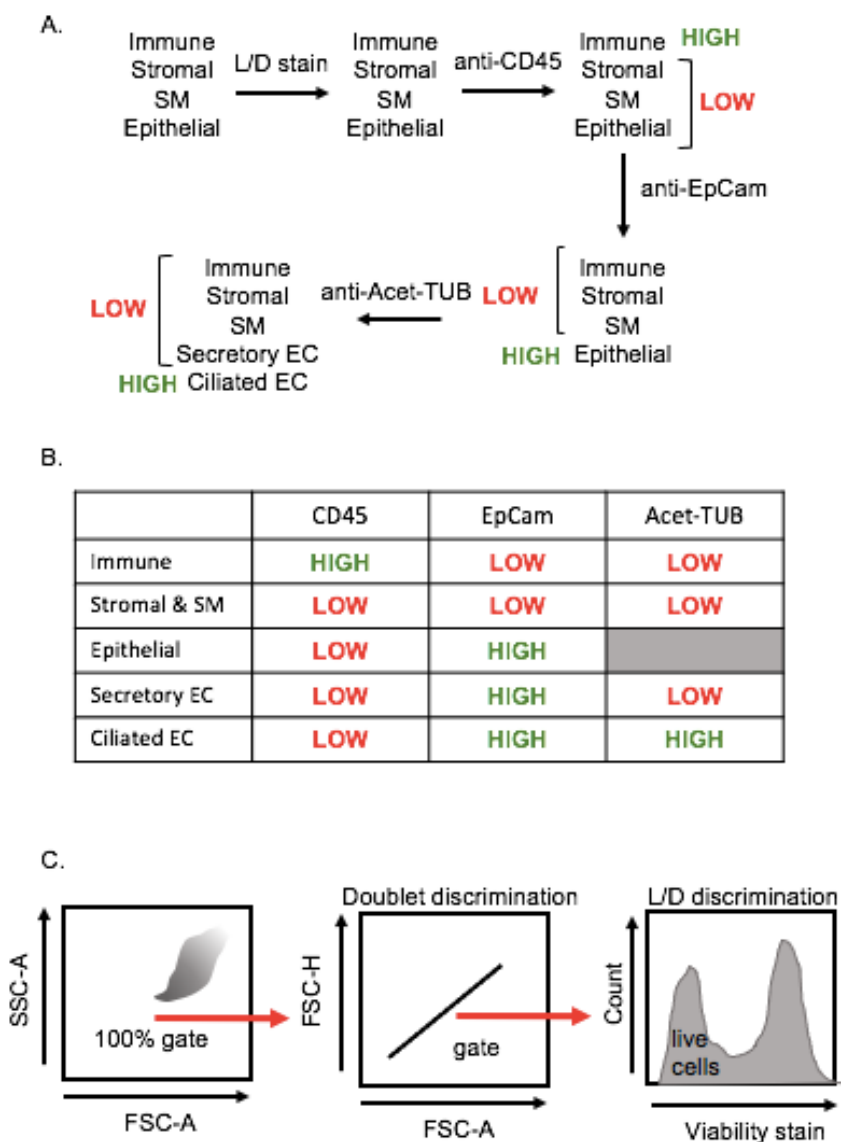 A.
Immune
Stromal
SM
Epithelial
L/D stain
Immune
Stromal
SM
Epithelial
anti-CD45
Immune HIGH
Stromal
SM
Epithelial
LOW
anti-EpCam
Immune
Stromal
SM
LOW
HIGH Epithelial
anti-Acet-TUB
Immune
Stromal
SM
Secretory EC
LOW
HIGH Ciliated EC
B.
CD45 EpCam Acet-TUB
Immune HIGH LOW LOW
Stromal & SM LOW LOW LOW
Epithelial LOW HIGH
Secretory EC LOW HIGH LOW
Ciliated EC LOW HIGH HIGH
C.
SSC-A
100% gate
FSC-A
Doublet discrimination
FSC-H
gate
FSC-A
L/D discrimination
Count
live
cells
Viability stain